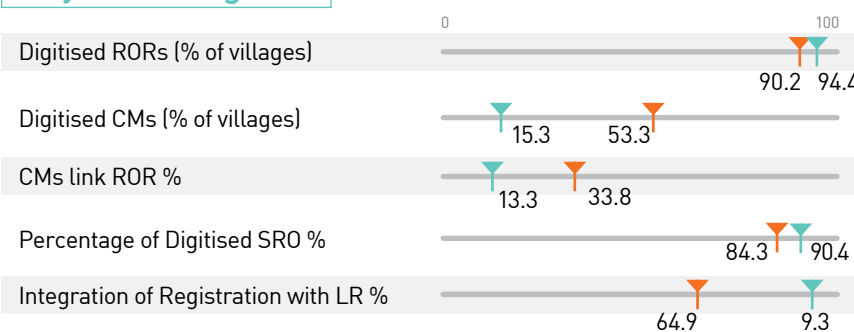 0 100
Digitised RORs (% of villages)
90.2 94.4
Digitised CMs (% of villages)
15.3 53.3
CMs link ROR %
13.3 33.8
Percentage of Digitised SRO %
84.3 90.4
Integration of Registration with LR %
64.9 9.3